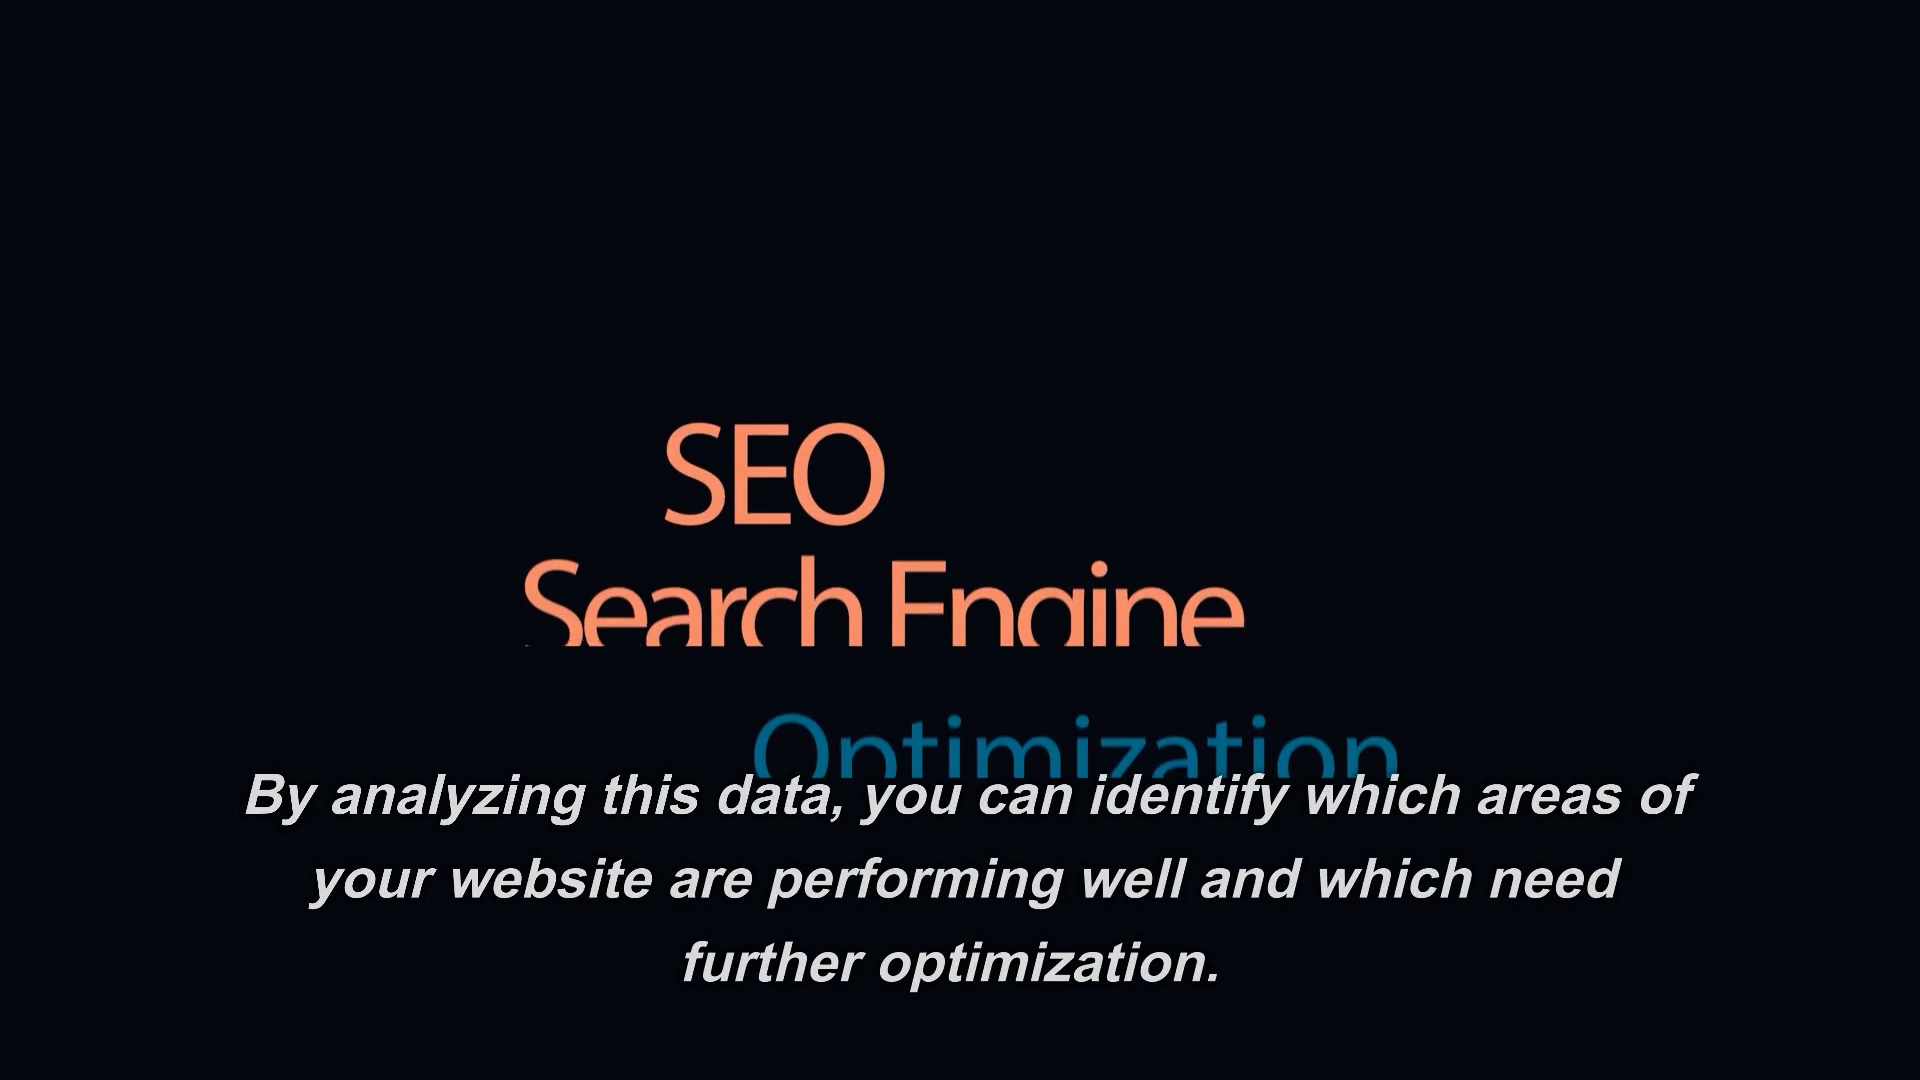 SEO
Search Engine
Optimization
By analyzing this data, you can identify which areas of
your website are performing well and which need
further optimization.